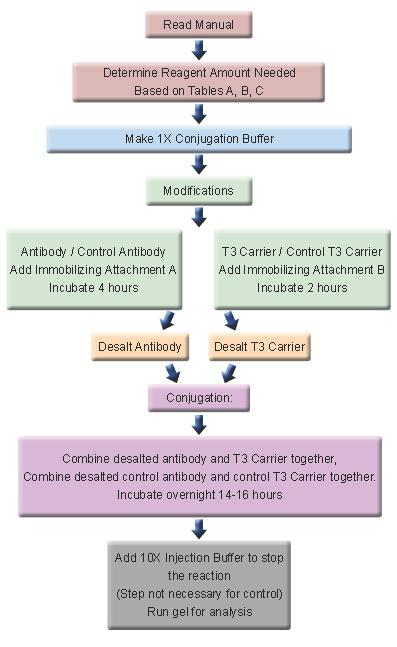 Read Manual
Determine Reagent Amount Needed
Based on Tables A, B, C
Make 1X Conjugation Buffer
Modifications
Antibody / Control Antibody
Add Immobilizing Attachment A
Incubate 4 hours
T3 Carrier / Control T3 Carrier
Add Immobilizing Attachment B
Incubate 2 hours
Desalt Antibody
Desalt T3 Carrier
Conjugation:
Combine desalted antibody and T3 Carrier together,
Combine desalted control antibody and control T3 Carrier together.
Incubate overnight 14-16 hours
Add 10X Injection Buffer to stop
the reaction
(Step not necessary for control)
Run gel for analysis